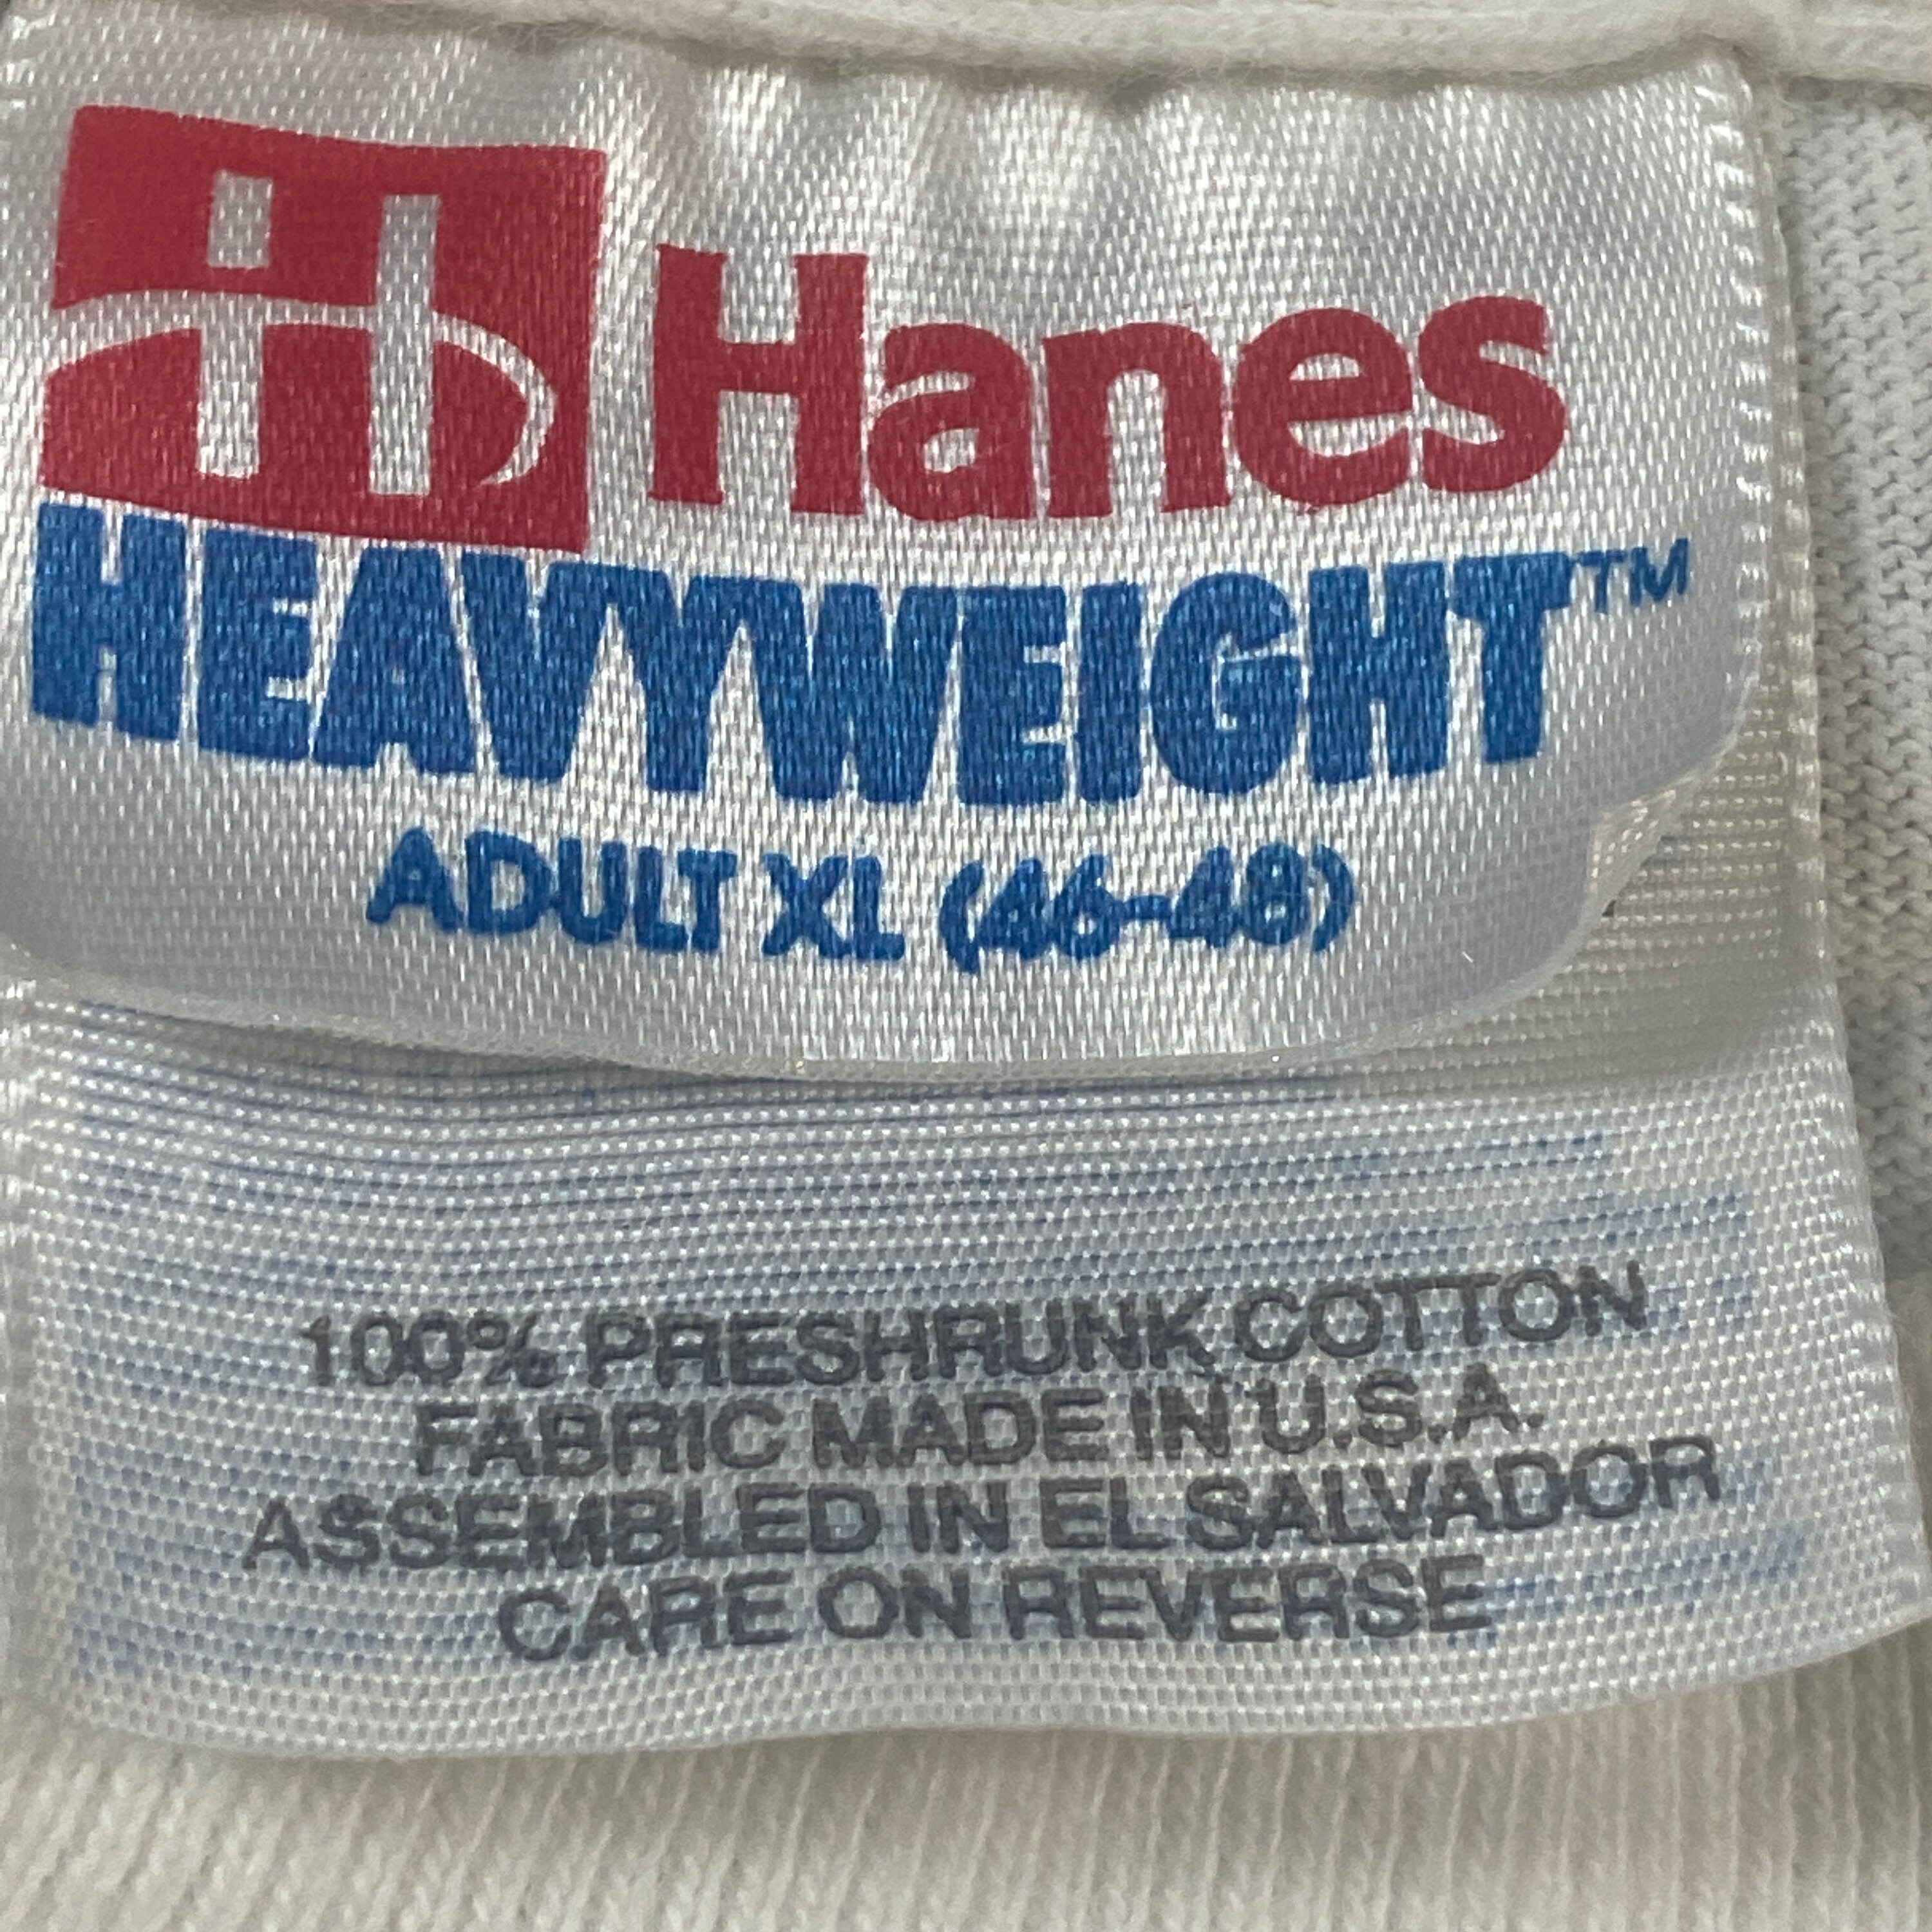 Hanes
HEAVYWEIGHT™
ADULT XL (46-48)
100% PRESHRUNK COTTON
FABRIC MADE IN U.S.A.
ASSEMBLED IN EL SALVADOR
CARE ON REVERSE